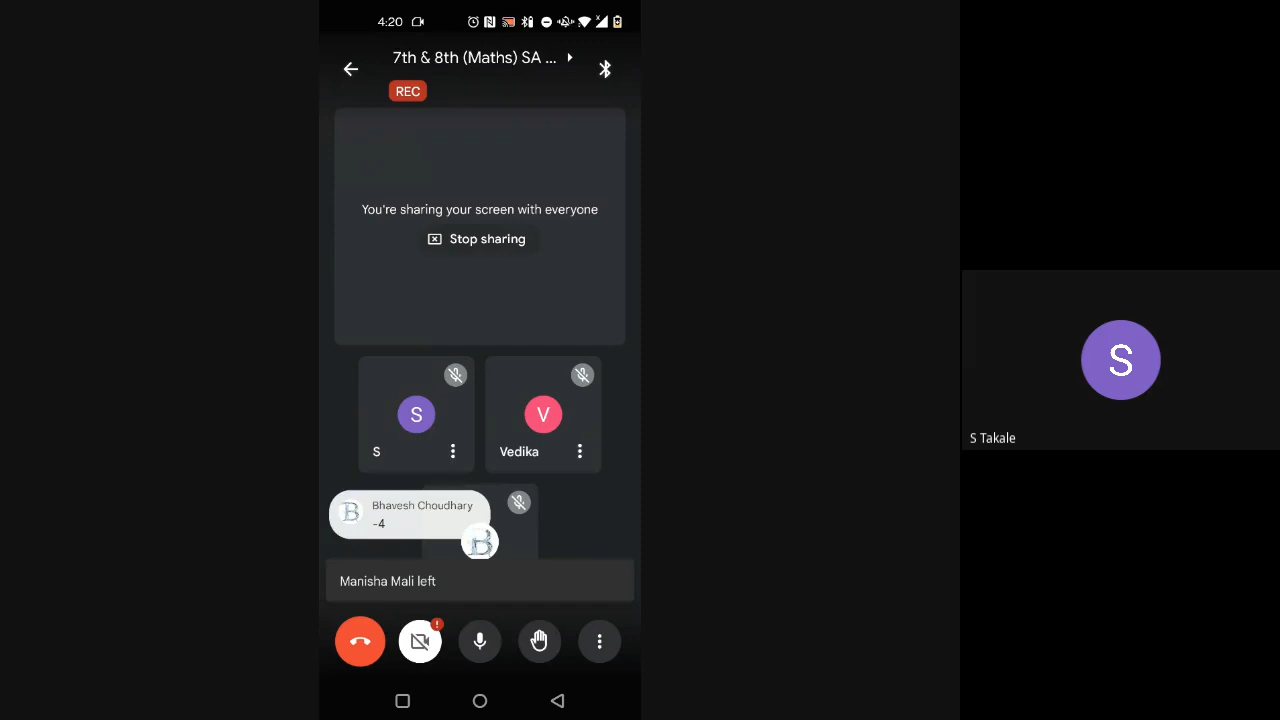 4:20
7th & 8th (Maths) SA ...
REC
You're sharing your screen with everyone
Stop sharing
S
V
S
Vedika
B
Bhavesh Choudhary
-4
B
Manisha Mali left
!
S
S Takale